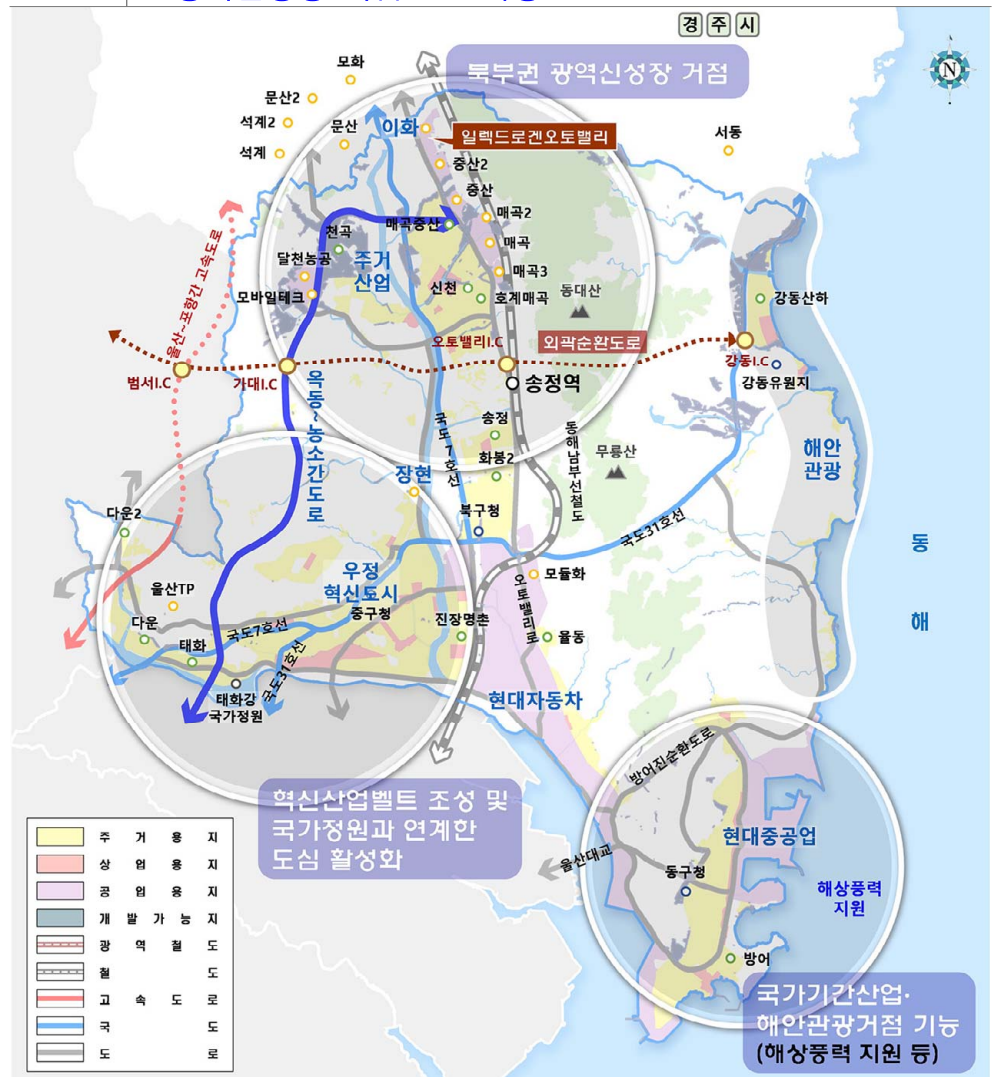 경주시
N
북부권 광역신성장 거점
모화
문산2
석계2
문산
석계
이화
일렉드로겐오토밸리
서동
중산2
중산
매곡2
매곡중산
매곡
천곡
달천농공
주거
산업
매곡3
모바일테크
신천
호계매곡
동대산
강동산하
울산~포항간 고속도로
오토밸리I.C
외곽순환도로
강동I.C
범서I.C
가대I.C
송정역
강동유원지
옥동~농소간도로
국도7호선
송정
동해남부선철도
화봉2
무룡산
해안
관광
장현
다운2
북구청
국도31호선
동해
우정
혁신도시
모듈화
울산TP
중구청
오토밸리로
다운
국도7호선
진장명촌
율동
태화
국도31호선
태화강
국가정원
현대자동차
방어진순환도로
혁신산업벨트 조성 및
국가정원과 연계한
도심 활성화
현대중공업
울산대교
동구청
해상풍력
지원
방어
국가기간산업·
해안관광거점 기능
(해상풍력 지원 등)
주거용지
상업용지
공업용지
개발가능지
광역철도
철도
고속도로
국도
도로